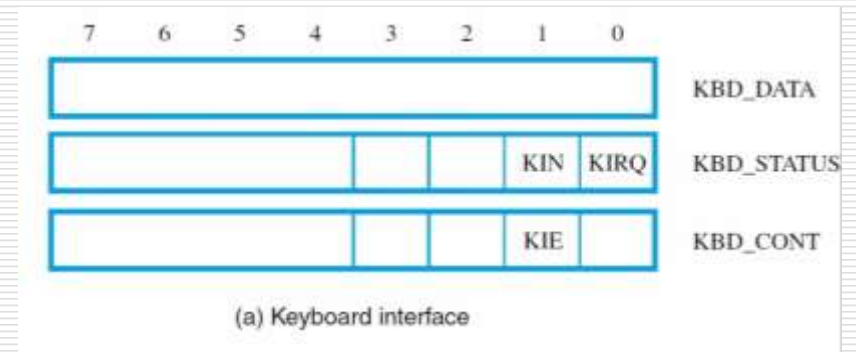 7 6 5 4 3 2 1 0
KBD_DATA
KIN KIRQ KBD_STATUS
KIE KBD_CONT
(a) Keyboard interface